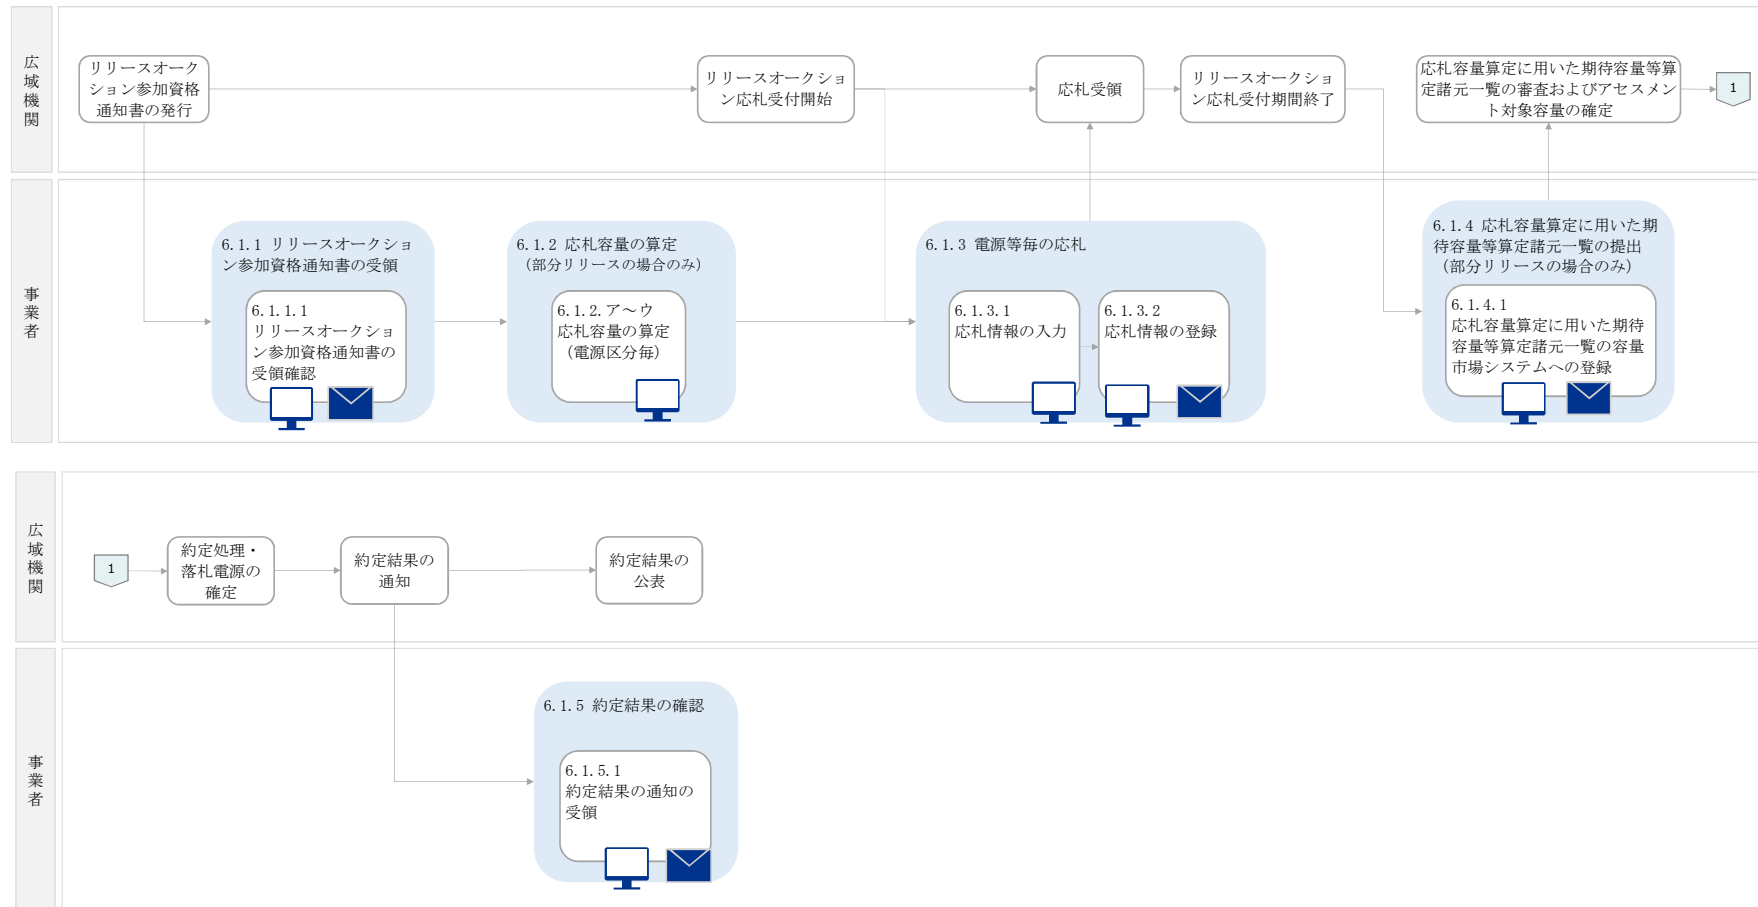 広域機関
リリースオーク
ション参加資格
通知書の発行
リリースオークショ
ン応札受付開始
応札受領
リリースオークショ
ン応札受付期間終了
応札容量算定に用いた期待容量等算
定諸元一覧の審査およびアセスメン
ト対象容量の確定
1
事業者
6.1.1 リリースオークショ
ン参加資格通知書の受領
6.1.1.1
リリースオークショ
ン参加資格通知書の
受領確認
6.1.2 応札容量の算定
(部分リリースの場合のみ)
6.1.2.ア～ウ
応札容量の算定
(電源区分毎)
6.1.3 電源等毎の応札
6.1.3.1
応札情報の入力
6.1.3.2
応札情報の登録
6.1.4 応札容量算定に用いた期
待容量等算定諸元一覧の提出
(部分リリースの場合のみ)
6.1.4.1
応札容量算定に用いた期待
容量等算定諸元一覧の容量
市場システムへの登録
広域機関
1
約定処理・
落札電源の
確定
約定結果の
通知
約定結果の
公表
事業者
6.1.5 約定結果の確認
6.1.5.1
約定結果の通知の
受領